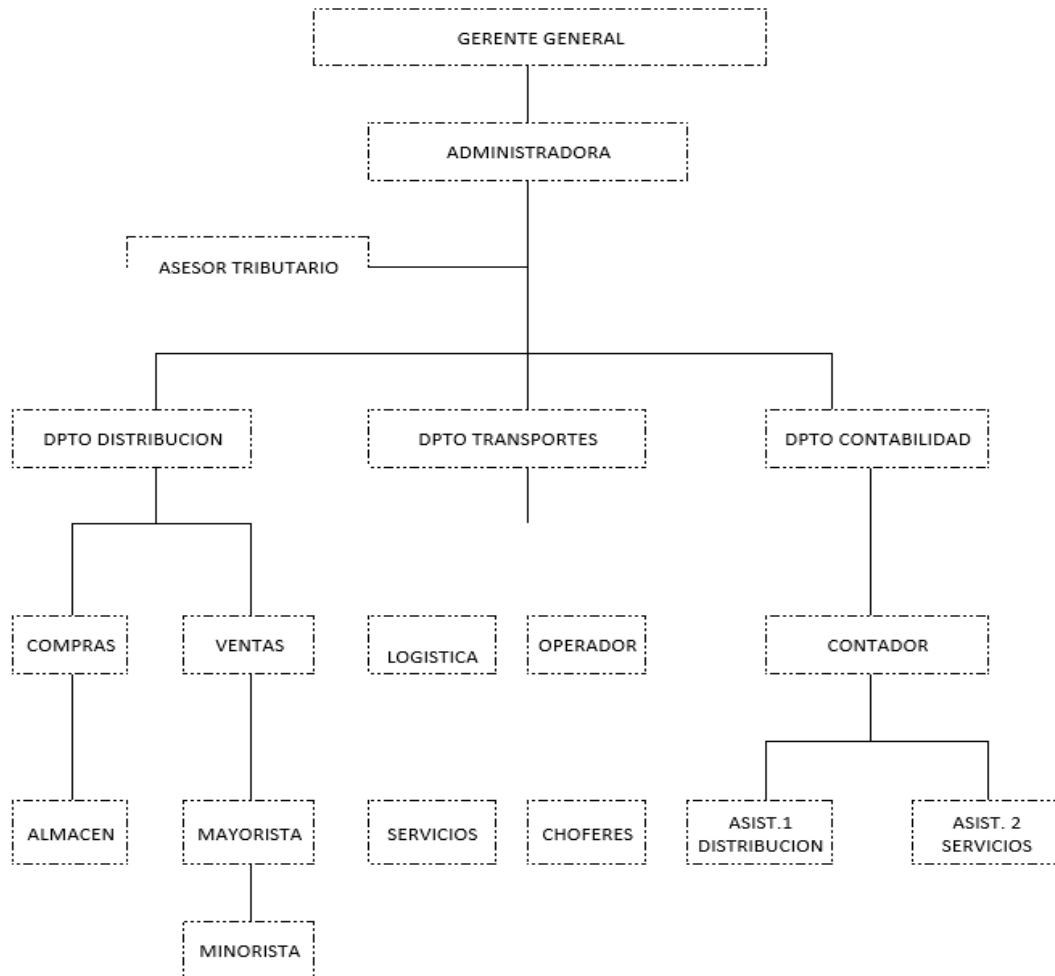 GERENTE GENERAL
ADMINISTRADORA
ASESOR TRIBUTARIO
DPTO DISTRIBUCION
DPTO TRANSPORTES
DPTO CONTABILIDAD
COMPRAS
VENTAS
LOGISTICA
OPERADOR
CONTADOR
ALMACEN
MAYORISTA
SERVICIOS
CHOFERES
ASIST.1
DISTRIBUCION
ASIST. 2
SERVICIOS
MINORISTA